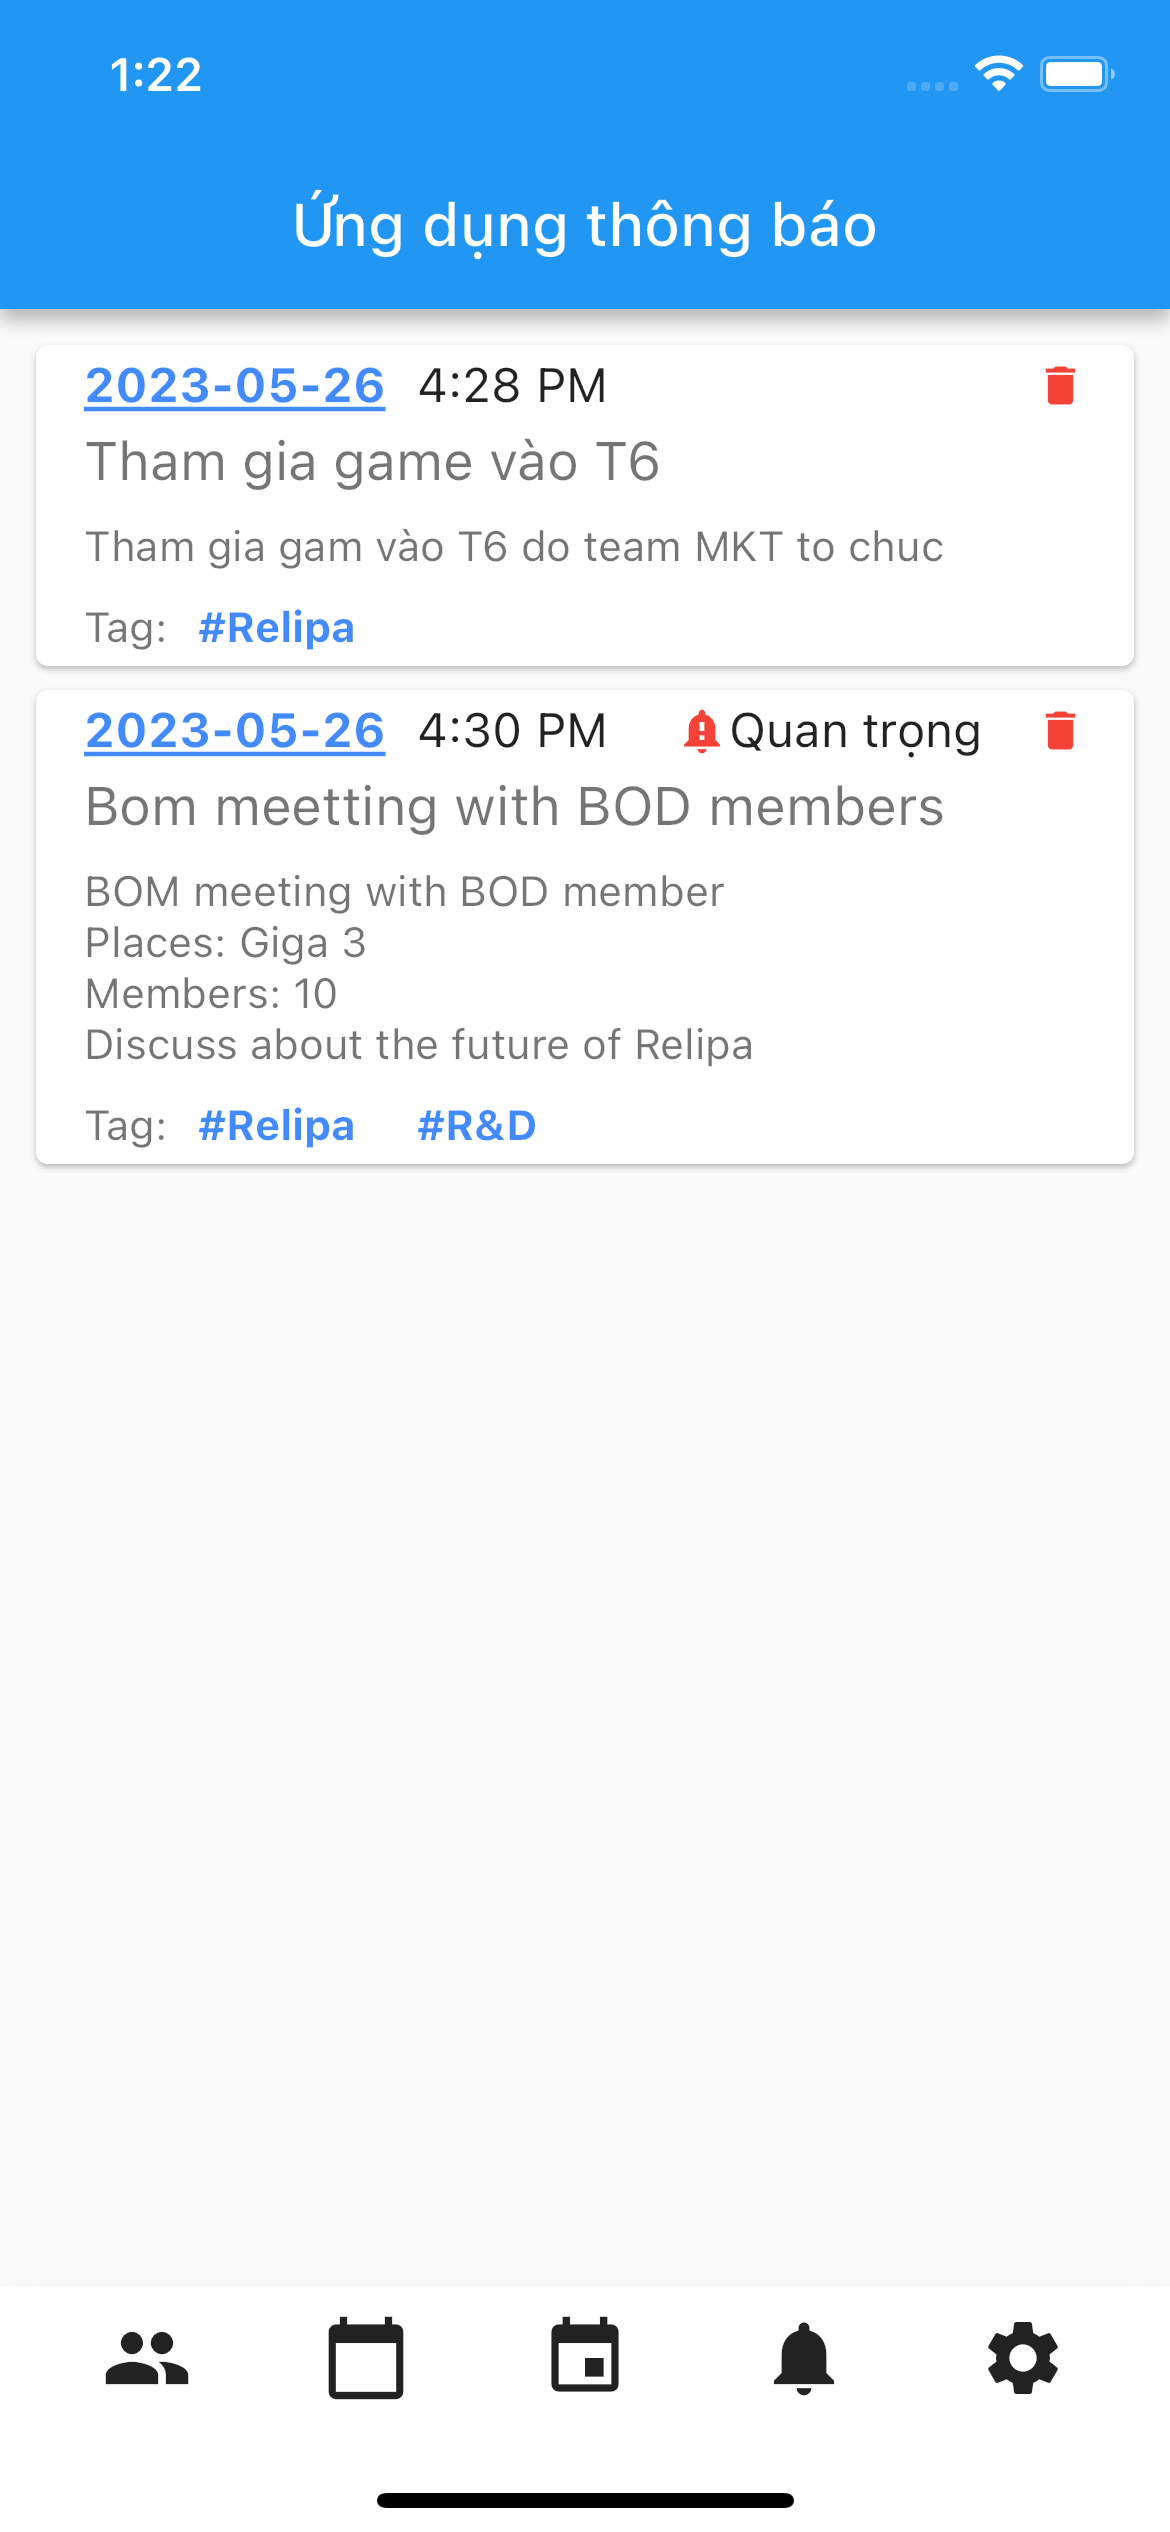 1:22
Ứng dụng thông báo
2023-05-26 4:28 PM
Tham gia game vào T6
Tham gia gam vào T6 do team MKT to chuc
Tag: #Relipa
2023-05-26 4:30 PM Quan trọng
Bom meetting with BOD members
BOM meeting with BOD member
Places: Giga 3
Members: 10
Discuss about the future of Relipa
Tag: #Relipa #R&D